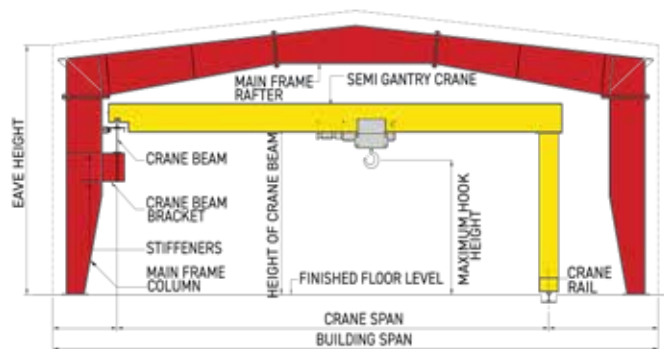 MAIN FRAME
RAFTER
SEMI GANTRY CRANE
EAVE HEIGHT
CRANE BEAM
CRANE BEAM
BRACKET
STIFFENERS
MAIN FRAME
COLUMN
HEIGHT OF CRANE BEAM
MAXIMUM HOOK
HEIGHT
FINISHED FLOOR LEVEL
CRANE
RAIL
CRANE SPAN
BUILDING SPAN